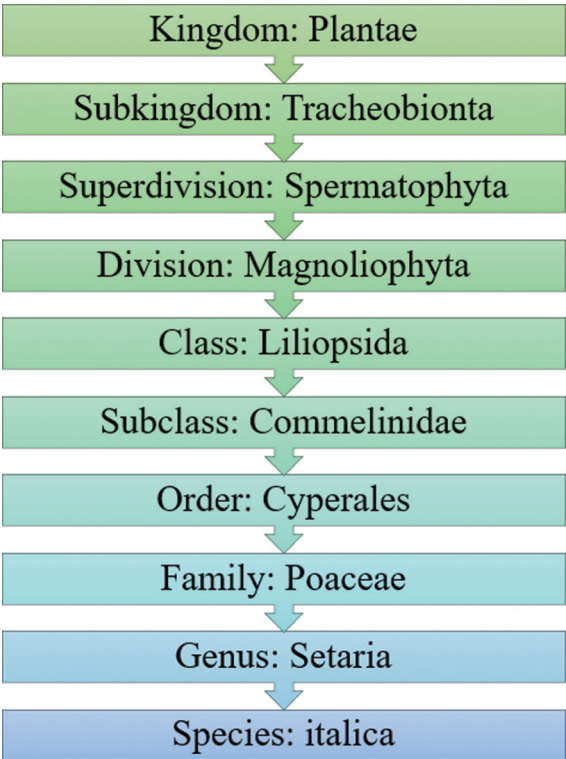 Kingdom: Plantae
Subkingdom: Tracheobionta
Superdivision: Spermatophyta
Division: Magnoliophyta
Class: Liliopsida
Subclass: Commelinidae
Order: Cyperales
Family: Poaceae
Genus: Setaria
Species: italica